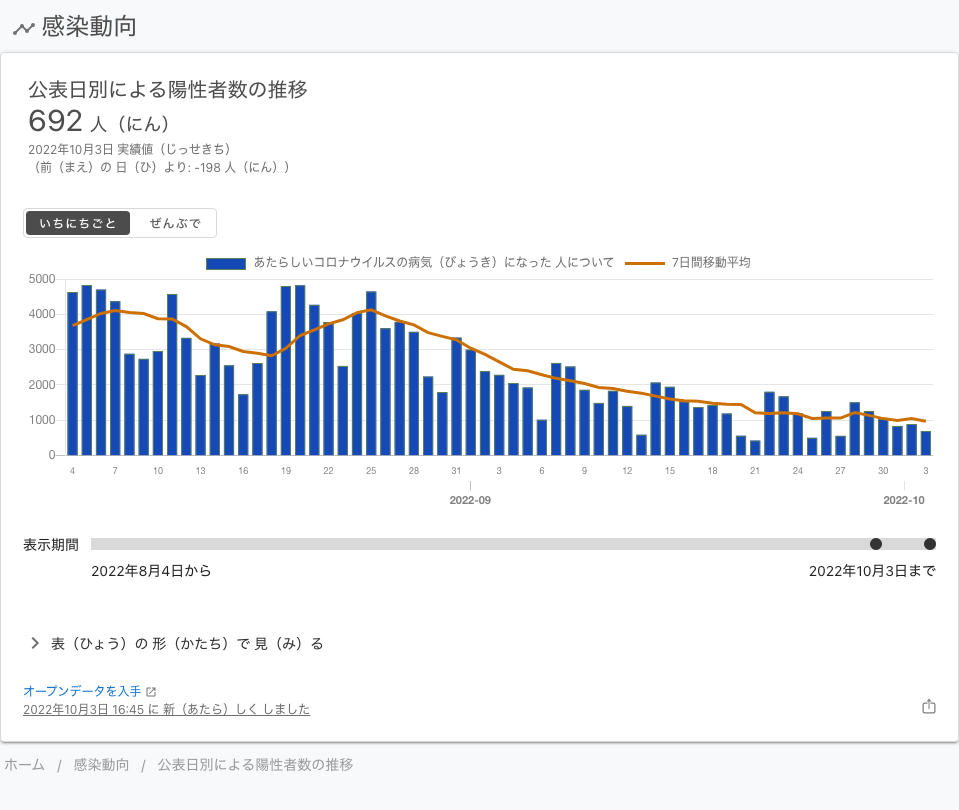 感染動向
公表日別による陽性者数の推移
692 人（にん）
2022年10月3日 実績値（じっせきち）
（前（まえ）の 日（ひ）より: -198 人（にん））
いちにちごと ぜんぶで
あたらしいコロナウイルスの病気（びょうき）になった 人について 7日間移動平均
5000
4000
3000
2000
1000
0
4 7 10 13 16 19 22 25 28 31 3 6 9 12 15 18 21 24 27 30 3
2022-09 2022-10
表示期間
2022年8月4日から 2022年10月3日まで
表（ひょう）の 形（かたち）で 見（み）る
オープンデータを入手
2022年10月3日 16:45 に 新（あたら）しく しました
ホーム / 感染動向 / 公表日別による陽性者数の推移